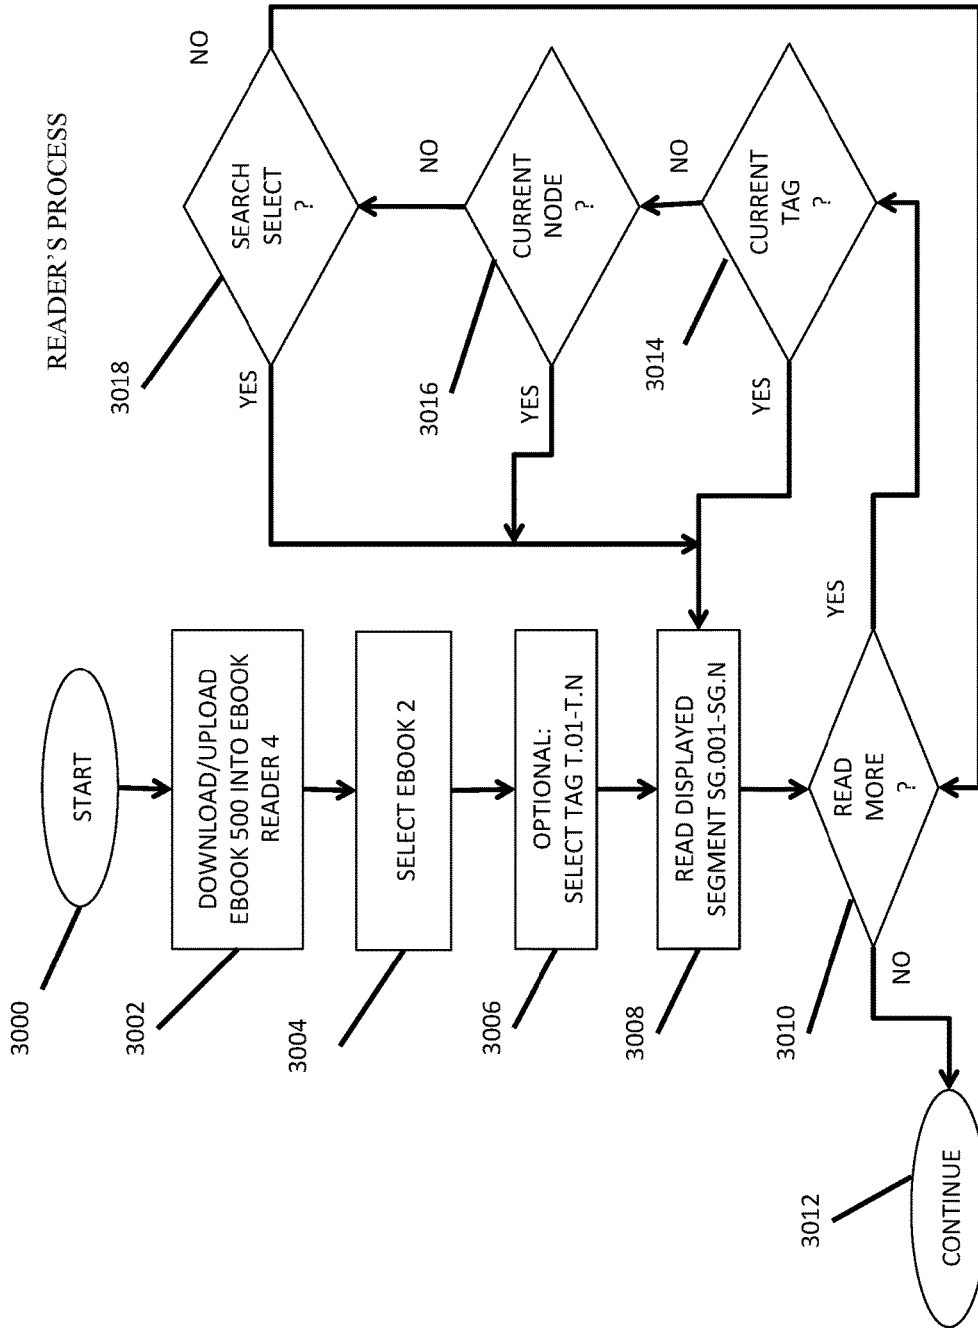 READER'S PROCESS
START
3000
DOWNLOAD/UPLOAD
EBOOK 500 INTO EBOOK
READER 4
3002
SELECT EBOOK 2
3004
OPTIONAL:
SELECT TAG T.01-T.N
3006
READ DISPLAYED
SEGMENT SG.001-SG.N
3008
READ
MORE
?
3010
YES
NO
CONTINUE
3012
CURRENT
TAG
?
3014
YES
NO
CURRENT
NODE
?
3016
YES
NO
SEARCH
SELECT
?
3018
YES
NO